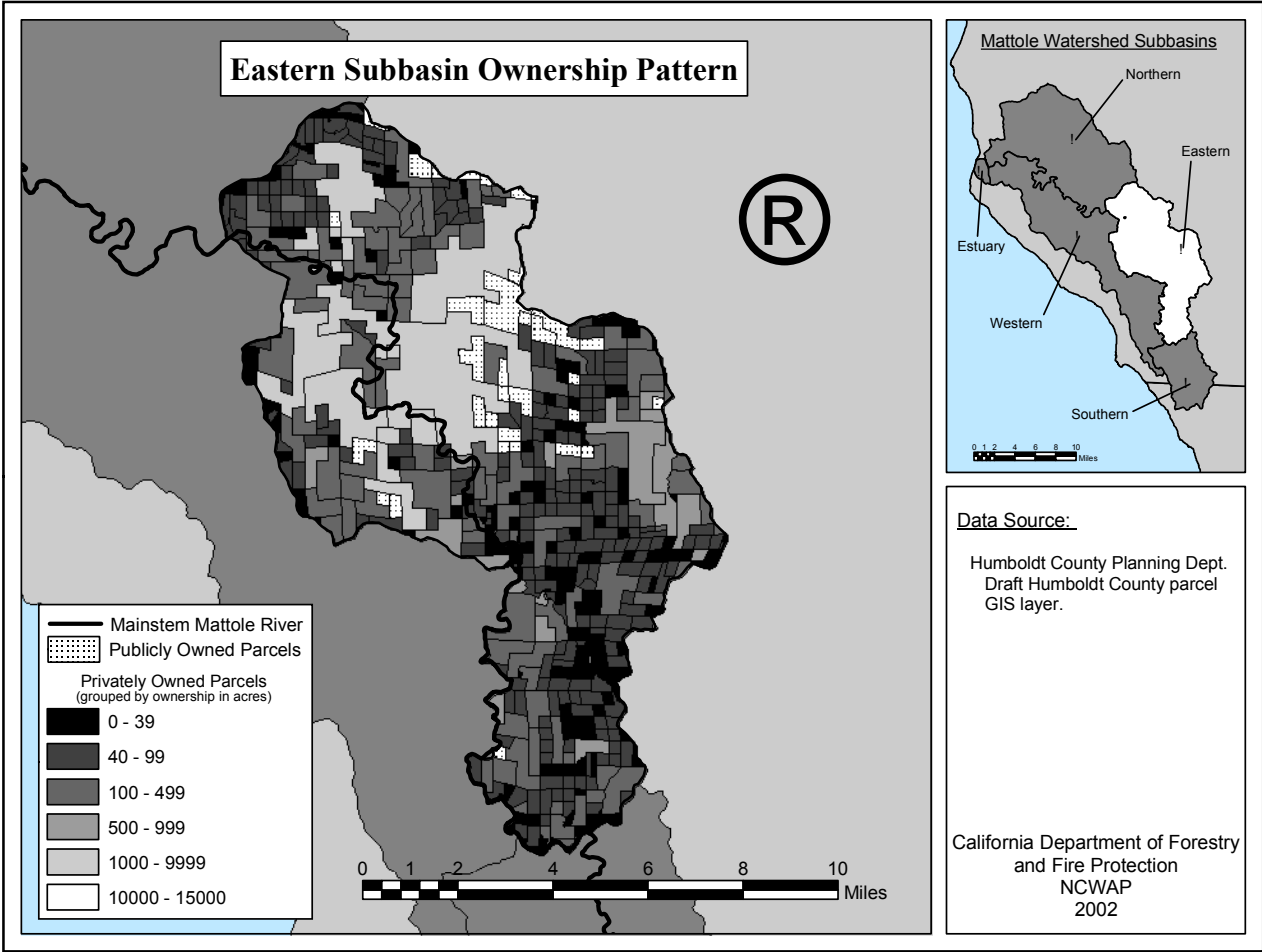 Eastern Subbasin Ownership Pattern
®
Mainstem Mattole River
Publicly Owned Parcels
Privately Owned Parcels
(grouped by ownership in acres)
0 - 39
40 - 99
100 - 499
500 - 999
1000 - 9999
10000 - 15000
0 1 2 4 6 8 10
Miles
Mattole Watershed Subbasins
Northern
!
Eastern
!
Estuary
!
Western
!
Southern
!
0 1 2 4 6 8 10
Miles
Data Source:
Humboldt County Planning Dept.
Draft Humboldt County parcel
GIS layer.
California Department of Forestry
and Fire Protection
NCWAP
2002